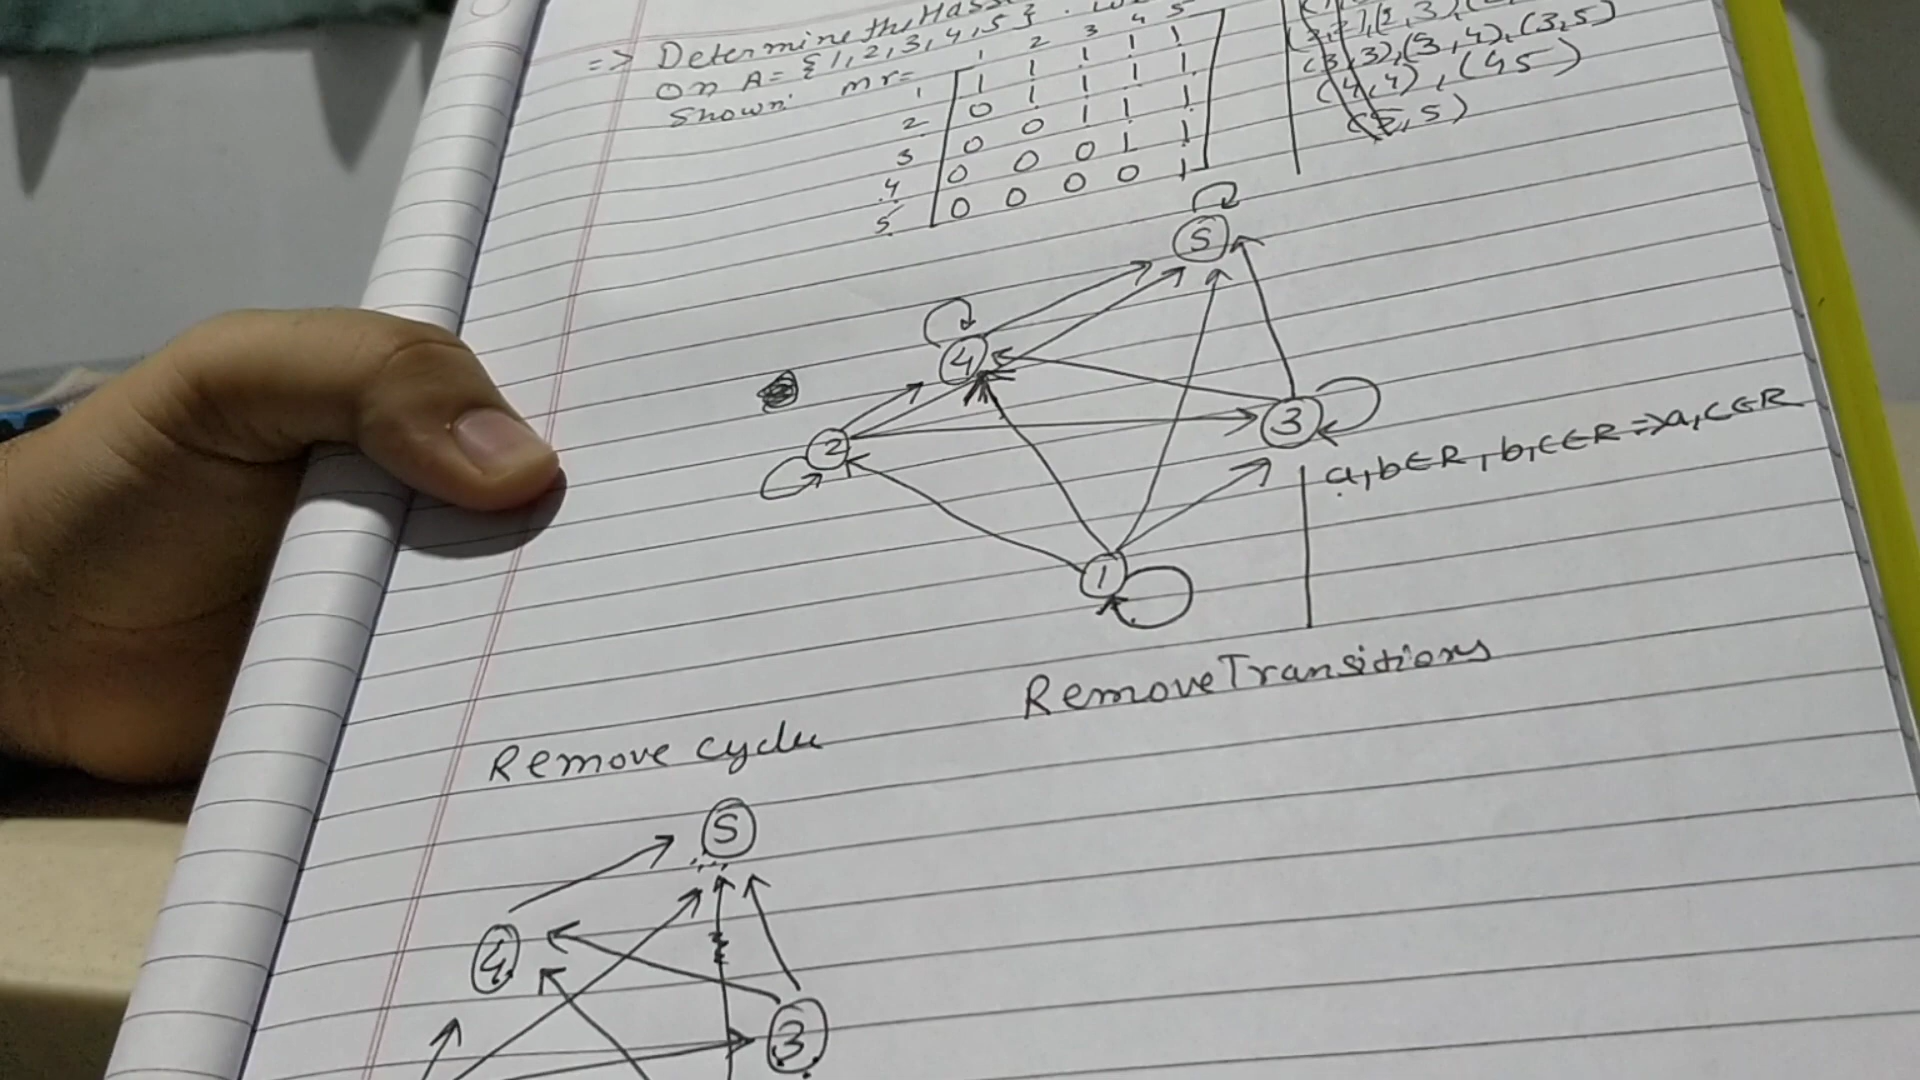 => Determine the Hass
on A = {1,2,3,4,5}.
Shown: mr=
1 2 3 4 5
1 1 1 1 1 1
2 0 1 1 1 1
3 0 0 1 1 1
4 0 0 0 1 1
5 0 0 0 0 1
(3,3),(3,4),(3,5)
(4,4),(45)
(5,5)
5
4
2
3
a,b∈R, b,c∈R=>a,c∈R
1
Remove Transitions
Remove cycle
5
4
3